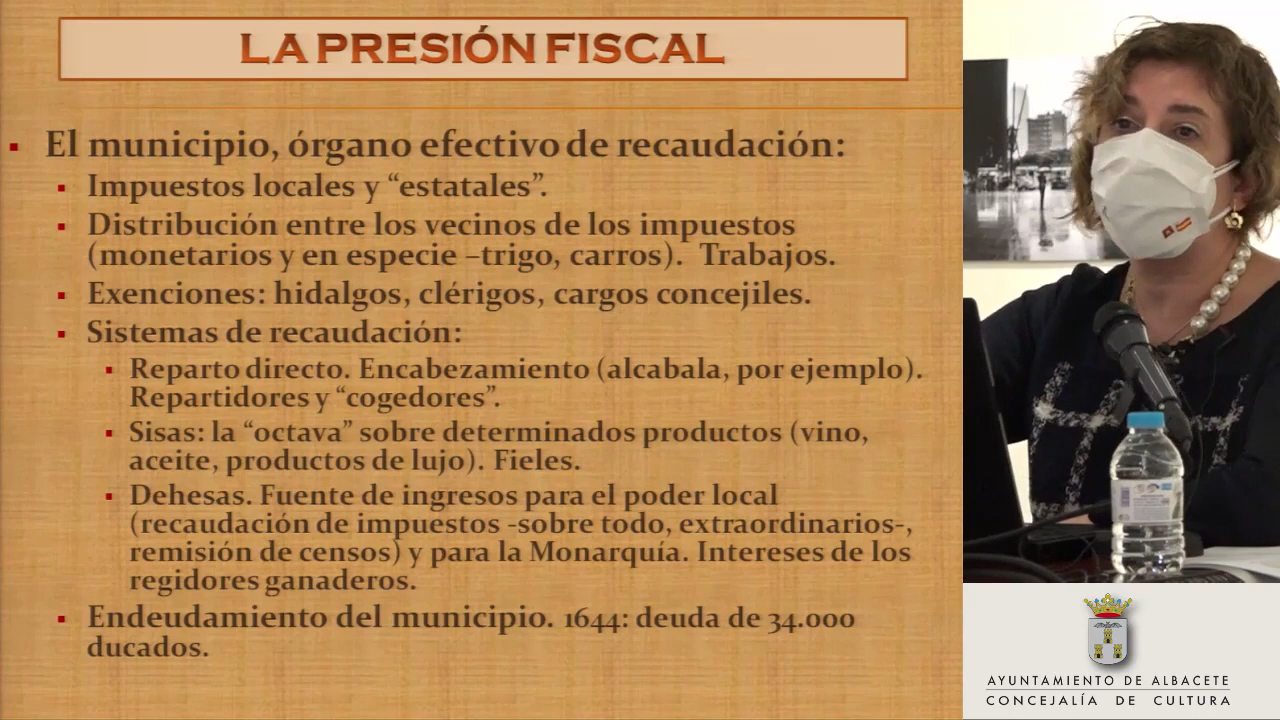 LA PRESIÓN FISCAL
▪ El municipio, órgano efectivo de recaudación:
▪ Impuestos locales y “estatales”.
▪ Distribución entre los vecinos de los impuestos
(monetarios y en especie –trigo, carros). Trabajos.
▪ Exenciones: hidalgos, clérigos, cargos concejiles.
▪ Sistemas de recaudación:
▪ Reparto directo. Encabezamiento (alcabala, por ejemplo).
Repartidores y “cogedores”.
▪ Sisas: la “octava” sobre determinados productos (vino,
aceite, productos de lujo). Fieles.
▪ Dehesas. Fuente de ingresos para el poder local
(recaudación de impuestos -sobre todo, extraordinarios-,
remisión de censos) y para la Monarquía. Intereses de los
regidores ganaderos.
▪ Endeudamiento del municipio. 1644: deuda de 34.000
ducados.
AYUNTAMIENTO DE ALBACETE
CONCEJALÍA DE CULTURA